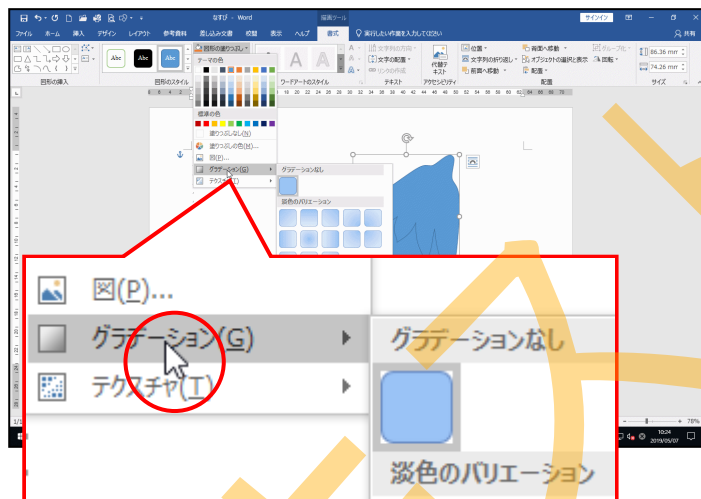 なすび - Word
描画ツール
サインイン
ファイル ホーム 挿入 デザイン レイアウト 参考資料 差し込み文書 校閲 表示 ヘルプ 書式 実行したい作業を入力してください 共有
図形の塗りつぶし
Abc Abc Abc
テーマの色
文字列の方向
文字の配置
リンクの作成
代替テキスト
位置
文字列の折り返し
前面へ移動
背面へ移動
オブジェクトの選択と表示
配置
グループ化
回転
86.36 mm
74.26 mm
図形の挿入 図形のスタイル ワードアートのスタイル テキスト アクセシビリティ 配置 サイズ
標準の色
塗りつぶしなし(N)
塗りつぶしの色(M)...
図(P)...
グラデーション(G)
テクスチャ(T)
グラデーションなし
淡色のバリエーション
図(P)...
グラデーション(G)
テクスチャ(T)
グラデーションなし
淡色のバリエーション
78%
10:24
2019/05/07